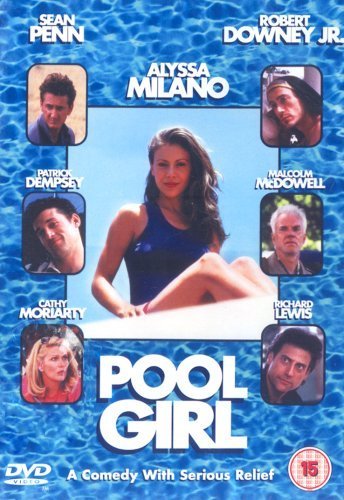 SEAN
PENN
ROBERT
DOWNEY JR.
ALYSSA
MILANO
PATRICK
DEMPSEY
MALCOLM
McDOWELL
CATHY
MORIARTY
RICHARD
LEWIS
POOL
GIRL
15
DVD
VIDEO
TM
A Comedy With Serious Relief